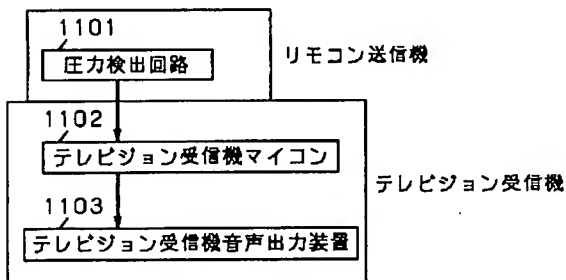 1101
圧力検出回路
リモコン送信機
1102
テレビジョン受信機マイコン
テレビジョン受信機
1103
テレビジョン受信機音声出力装置